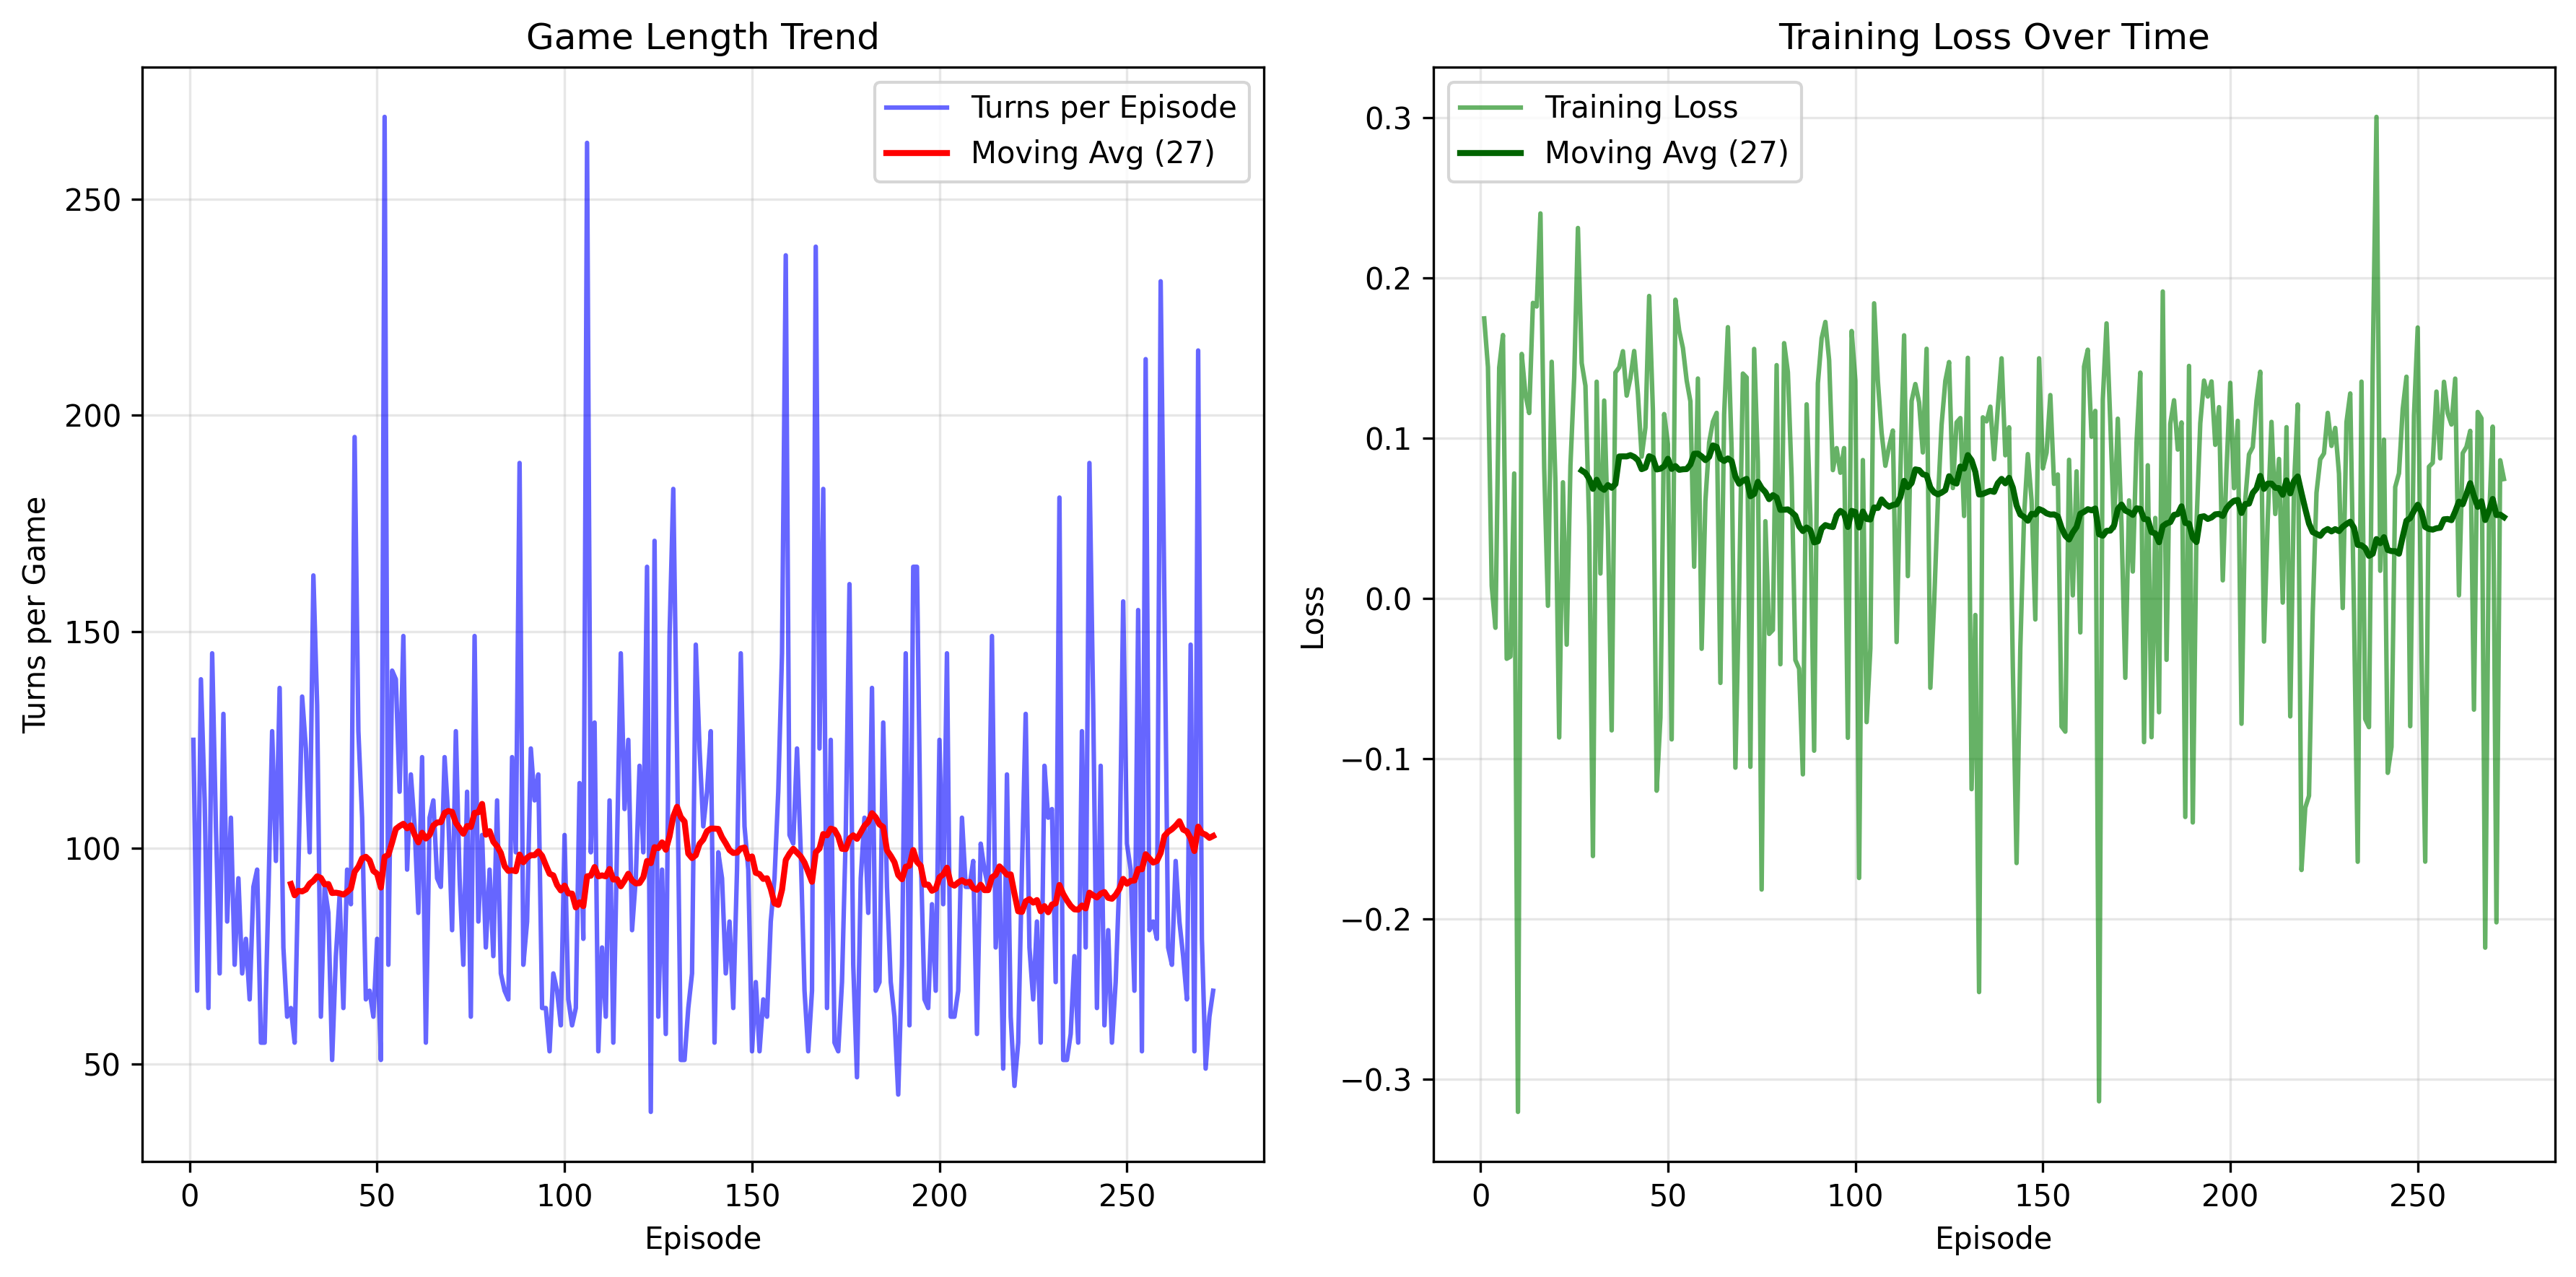 Game Length Trend
Turns per Episode
Moving Avg (27)
Turns per Game
250
200
150
100
50
0
50
100
150
200
250
Episode
Training Loss Over Time
Training Loss
Moving Avg (27)
Loss
0.3
0.2
0.1
0.0
−0.1
−0.2
−0.3
0
50
100
150
200
250
Episode